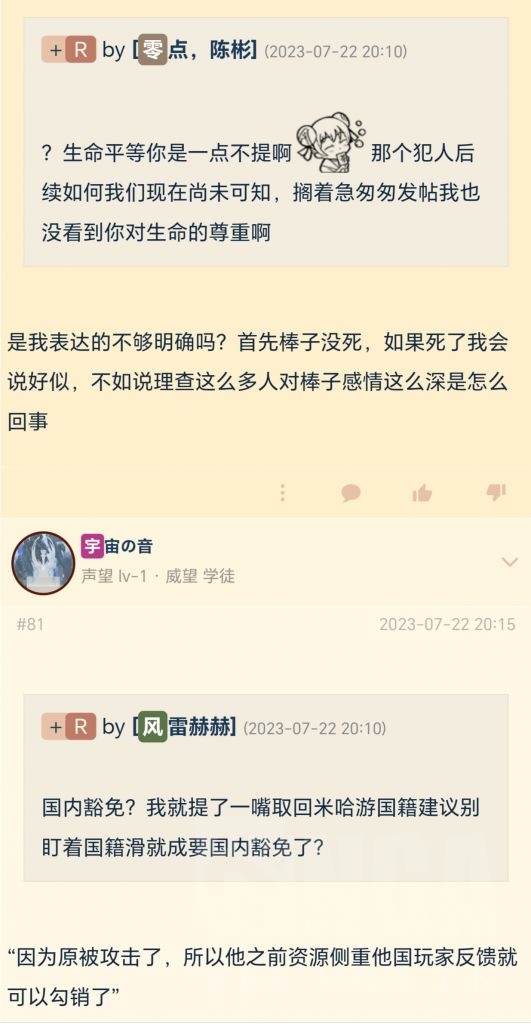 + R by [零点，陈彬] (2023-07-22 20:10)
？生命平等你是一点不提啊 那个犯人后
续如何我们现在尚未可知，搁着急匆匆发帖我也
没看到你对生命的尊重啊
是我表达的不够明确吗？首先棒子没死，如果死了我会
说好似，不如说理查这么多人对棒子感情这么深是怎么
回事
宇宙の音
声望 lv-1 · 威望 学徒
#81
2023-07-22 20:15
+ R by [风雷赫赫] (2023-07-22 20:10)
国内豁免？我就提了一嘴取回米哈游国籍建议别
盯着国籍滑就成要国内豁免了？
NGA
“因为原被攻击了，所以他之前资源侧重他国玩家反馈就
可以勾销了”